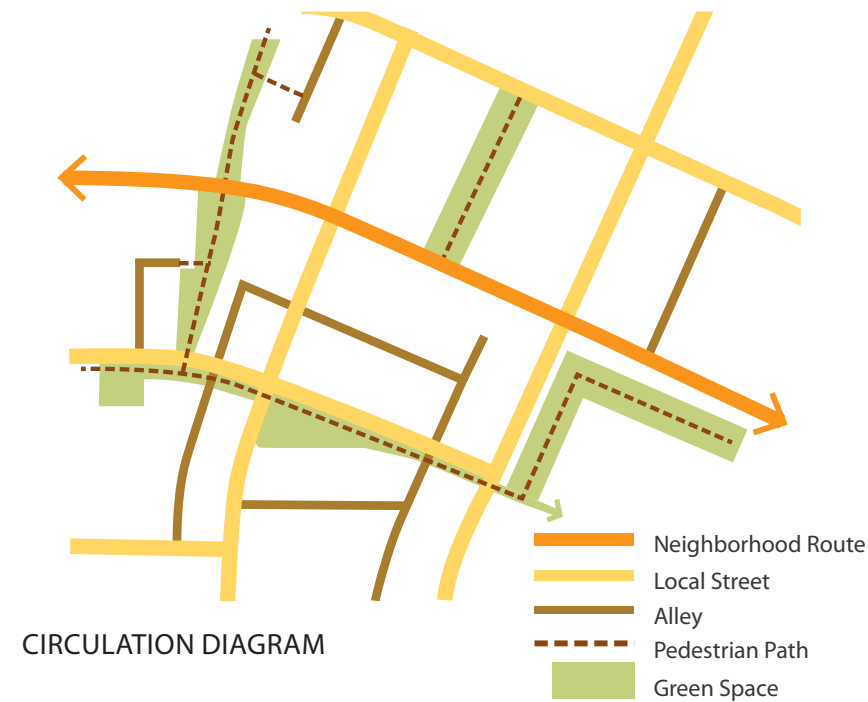 Neighborhood Route
Local Street
Alley
CIRCULATION DIAGRAM
Pedestrian Path
Green Space